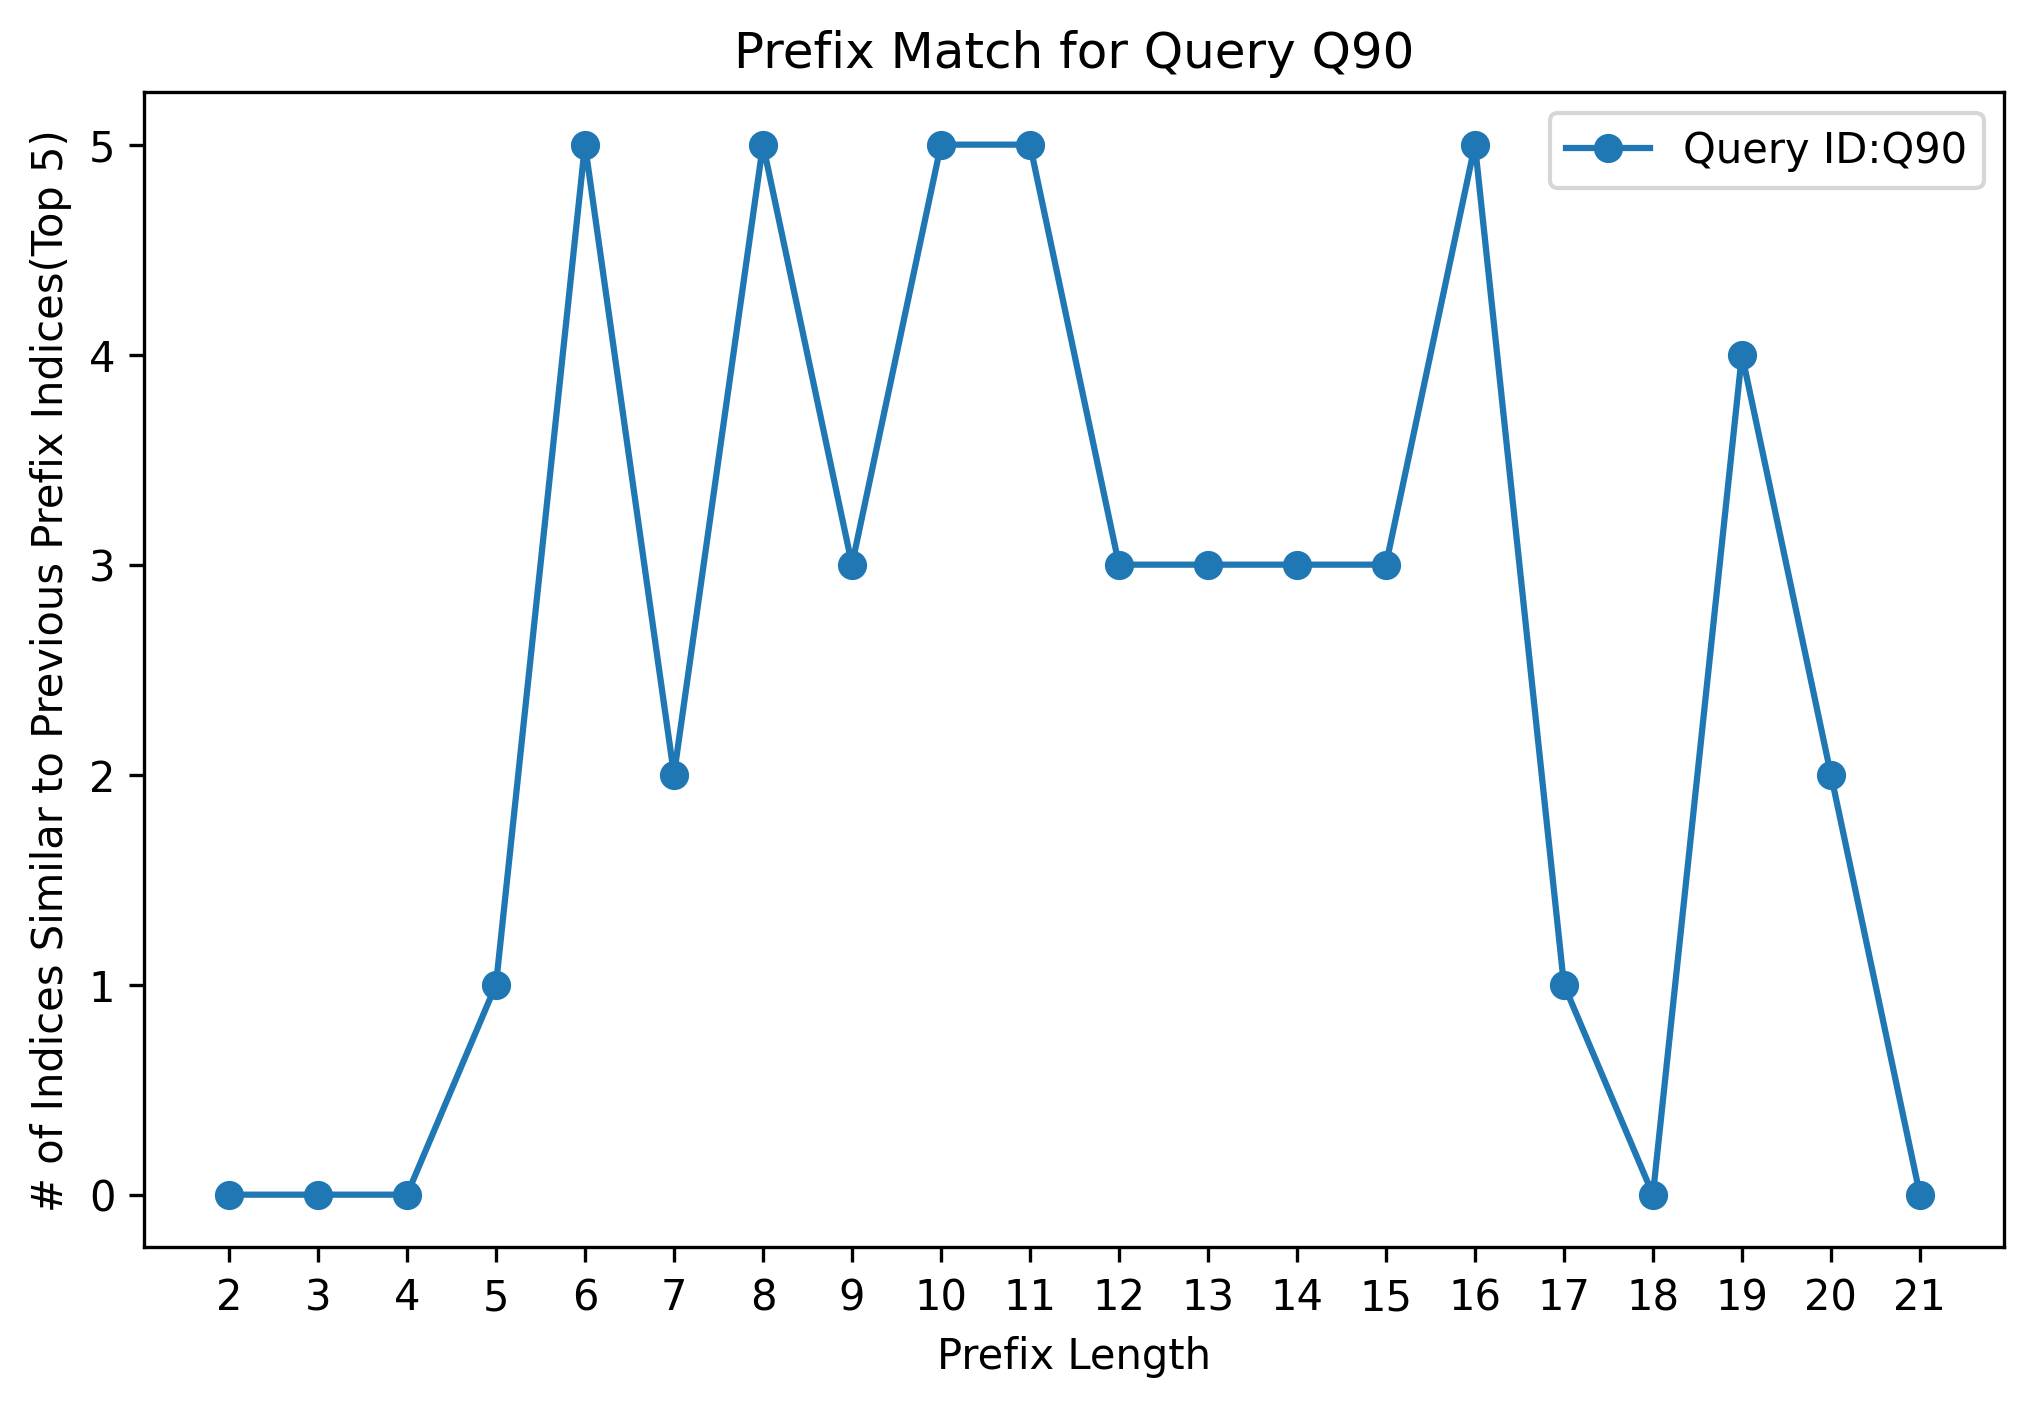 Prefix Match for Query Q90
Query ID:Q90
# of Indices Similar to Previous Prefix Indices(Top 5)
5
4
3
2
1
0
2 3 4 5 6 7 8 9 10 11 12 13 14 15 16 17 18 19 20 21
Prefix Length